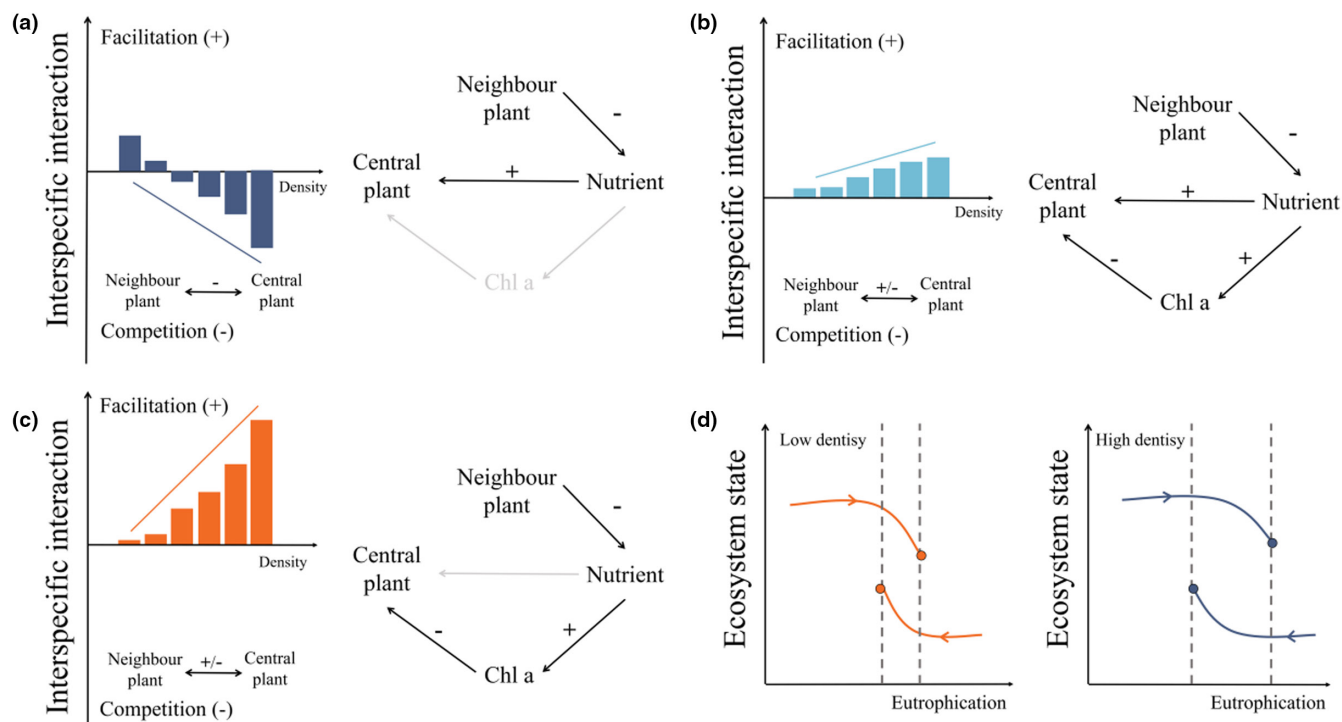 (a)
Interspecific interaction
Facilitation (+)
Density
Neighbour
plant
-
Central
plant
Competition (-)
Neighbour
plant
-
Central
plant
+
Nutrient
Chl a
(b)
Interspecific interaction
Facilitation (+)
Density
Neighbour
plant
+/-
Central
plant
Competition (-)
Neighbour
plant
-
Central
plant
+
Nutrient
-
+
Chl a
(c)
Interspecific interaction
Facilitation (+)
Density
Neighbour
plant
+/-
Central
plant
Competition (-)
Neighbour
plant
-
Central
plant
Nutrient
-
+
Chl a
(d)
Ecosystem state
Low dentisy
Eutrophication
Ecosystem state
High dentisy
Eutrophication